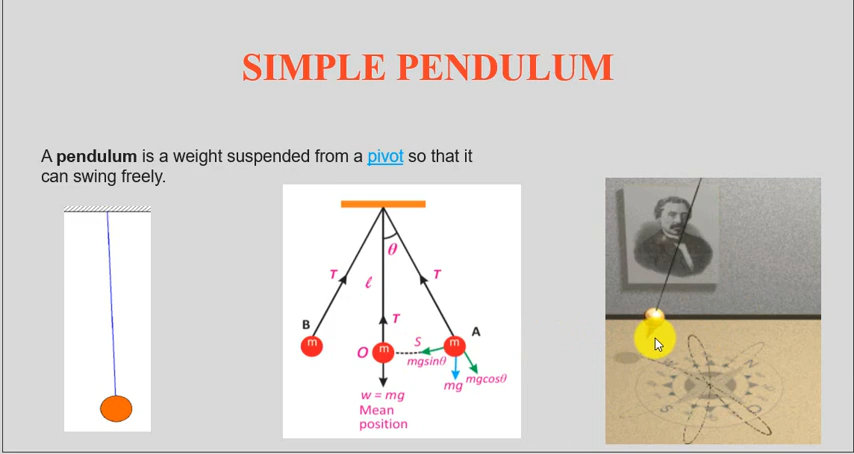 SIMPLE PENDULUM
A pendulum is a weight suspended from a pivot so that it
can swing freely.
θ
T
ℓ
T
T
B
A
m
O
m
S
m
mgsinθ
mg
mgcosθ
w = mg
Mean
position